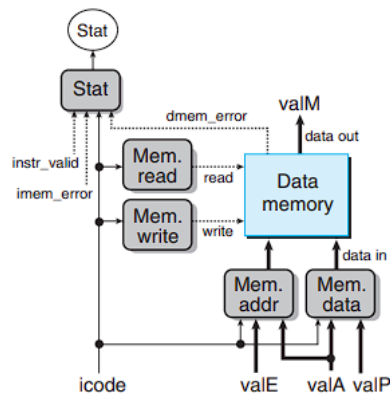 Stat
Stat
dmem_error
valM
data out
instr_valid
imem_error
Mem.
read
read
Data
memory
Mem.
write
write
data in
Mem.
addr
Mem.
data
icode
valE
valA
valP